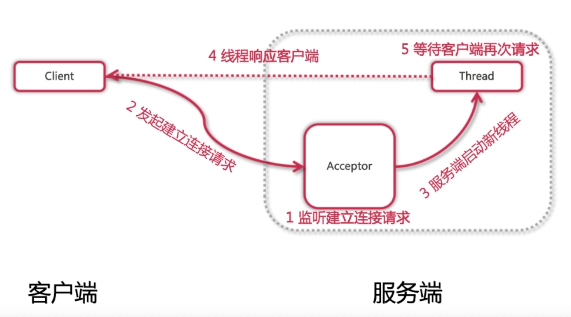 4 线程响应客户端
5 等待客户端再次请求
Client
Thread
2 发起建立连接请求
Acceptor
3 服务端启动新线程
1 监听建立连接请求
客户端
服务端